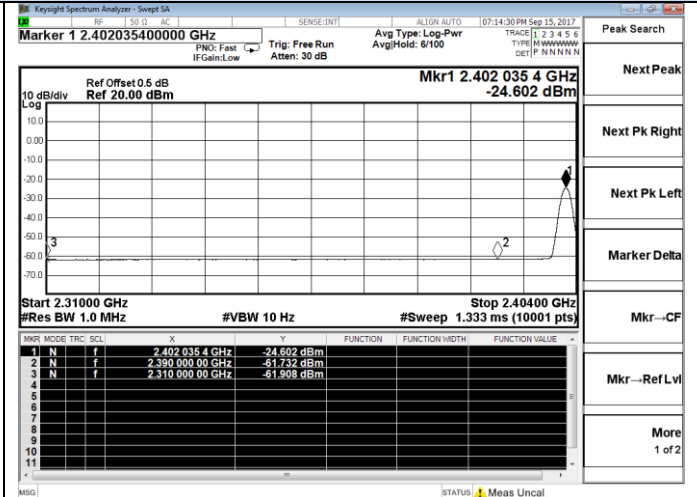 Keysight Spectrum Analyzer - Swept SA
RF 50 Ω AC SENSE:INT ALIGN AUTO 07:14:30 PM Sep 15, 2017
Marker 1 2.402035400000 GHz
PNO: Fast
IFGain:Low
Trig: Free Run
Atten: 30 dB
Avg Type: Log-Pwr
Avg|Hold: 6/100
TRACE 1 2 3 4 5 6
TYPE M WWWWW
DET P N N N N N
Peak Search
Next Peak
Next Pk Right
Next Pk Left
Marker Delta
Mkr→CF
Mkr→Ref Lvl
More
1 of 2
Mkr1 2.402 035 4 GHz
-24.602 dBm
Ref Offset 0.5 dB
10 dB/div Ref 20.00 dBm
Log
10.0
0.00
-10.0
-20.0
-30.0
-40.0
-50.0
-60.0
-70.0
1
2
3
Start 2.31000 GHz Stop 2.40400 GHz
#Res BW 1.0 MHz #VBW 10 Hz #Sweep 1.333 ms (10001 pts)
MKR MODE TRC SCL X Y FUNCTION FUNCTION WIDTH FUNCTION VALUE
1 N f 2.402 035 4 GHz -24.602 dBm
2 N f 2.390 000 00 GHz -61.732 dBm
3 N f 2.310 000 00 GHz -61.908 dBm
4
5
6
7
8
9
10
11
MSG STATUS Meas Uncal